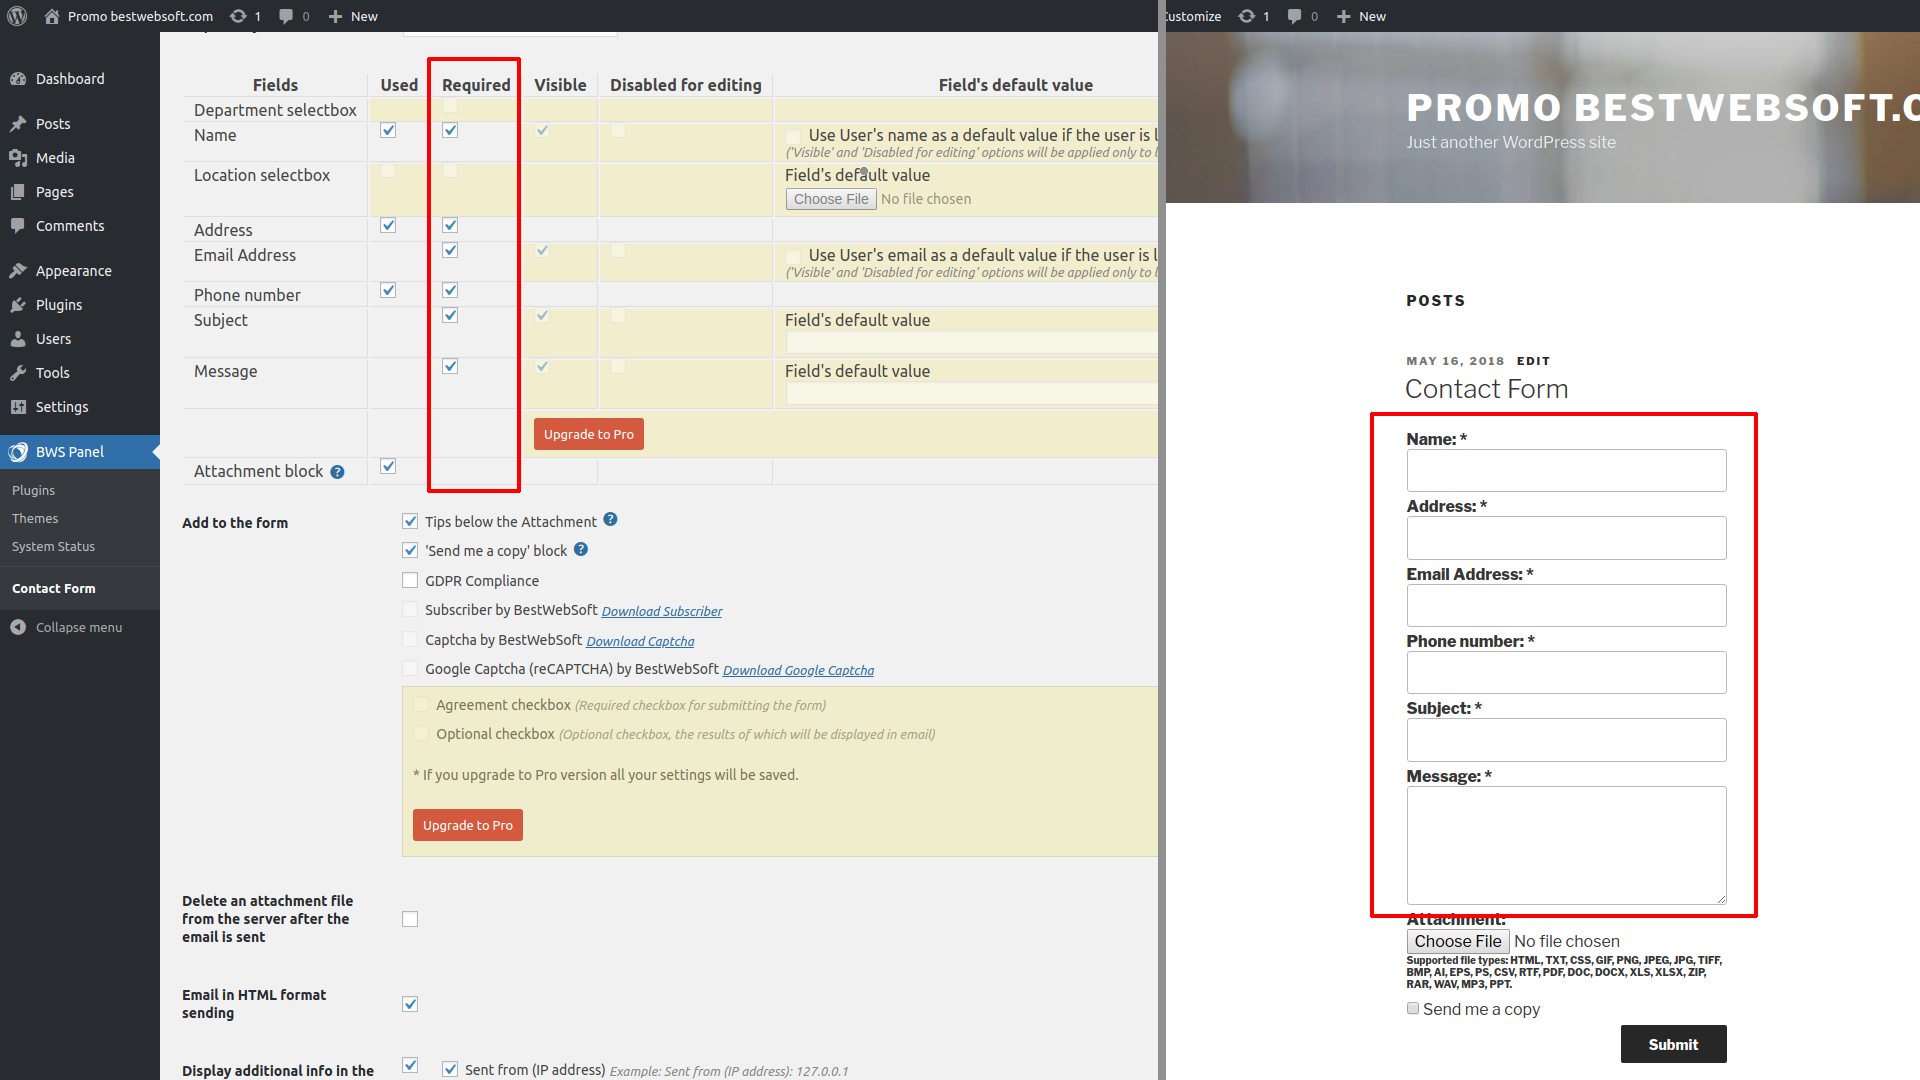 Promo bestwebsoft.com 1 0 New
Customize 1 0 New
Dashboard
Posts
Media
Pages
Comments
Appearance
Plugins
Users
Tools
Settings
BWS Panel
Plugins
Themes
System Status
Contact Form
Collapse menu
Fields Used Required Visible Disabled for editing Field's default value
Department selectbox
Name Use User's name as a default value if the user is l
('Visible' and 'Disabled for editing' options will be applied only to l
Location selectbox Field's default value
Choose File No file chosen
Address
Email Address Use User's email as a default value if the user is l
('Visible' and 'Disabled for editing' options will be applied only to l
Phone number
Subject Field's default value
Message Field's default value
Upgrade to Pro
Attachment block ?
Add to the form
Tips below the Attachment ?
'Send me a copy' block ?
GDPR Compliance
Subscriber by BestWebSoft Download Subscriber
Captcha by BestWebSoft Download Captcha
Google Captcha (reCAPTCHA) by BestWebSoft Download Google Captcha
Agreement checkbox (Required checkbox for submitting the form)
Optional checkbox (Optional checkbox, the results of which will be displayed in email)
* If you upgrade to Pro version all your settings will be saved.
Upgrade to Pro
Delete an attachment file
from the server after the
email is sent
Email in HTML format
sending
Display additional info in the
Sent from (IP address) Example: Sent from (IP address): 127.0.0.1
PROMO BESTWEBSOFT.C
Just another WordPress site
POSTS
MAY 16, 2018 EDIT
Contact Form
Name: *
Address: *
Email Address: *
Phone number: *
Subject: *
Message: *
Attachment:
Choose File No file chosen
Supported file types: HTML, TXT, CSS, GIF, PNG, JPEG, JPG, TIFF,
BMP, AI, EPS, PS, CSV, RTF, PDF, DOC, DOCX, XLS, XLSX, ZIP,
RAR, WAV, MP3, PPT.
Send me a copy
Submit